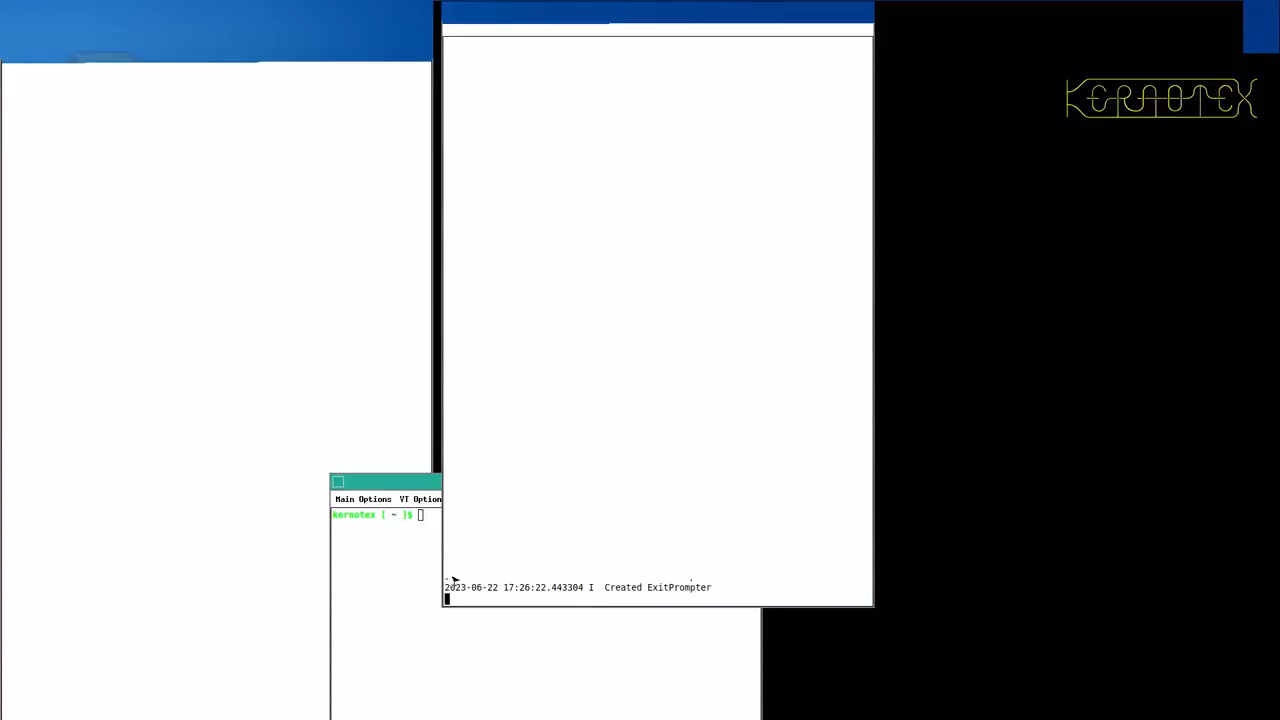 KERNOTEX
Main Options VT Option
kernotex [ ~ ]$
2023-06-22 17:26:22.443304 I Created ExitPrompter